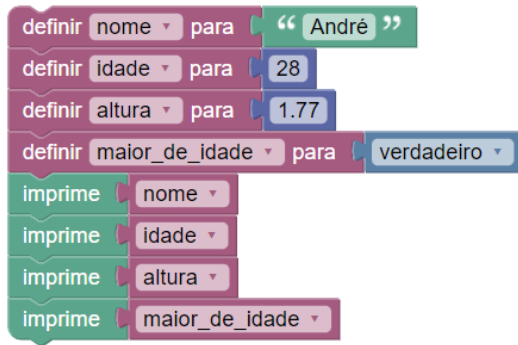 definir nome para “ André ”
definir idade para 28
definir altura para 1.77
definir maior_de_idade para verdadeiro
imprime nome
imprime idade
imprime altura
imprime maior_de_idade